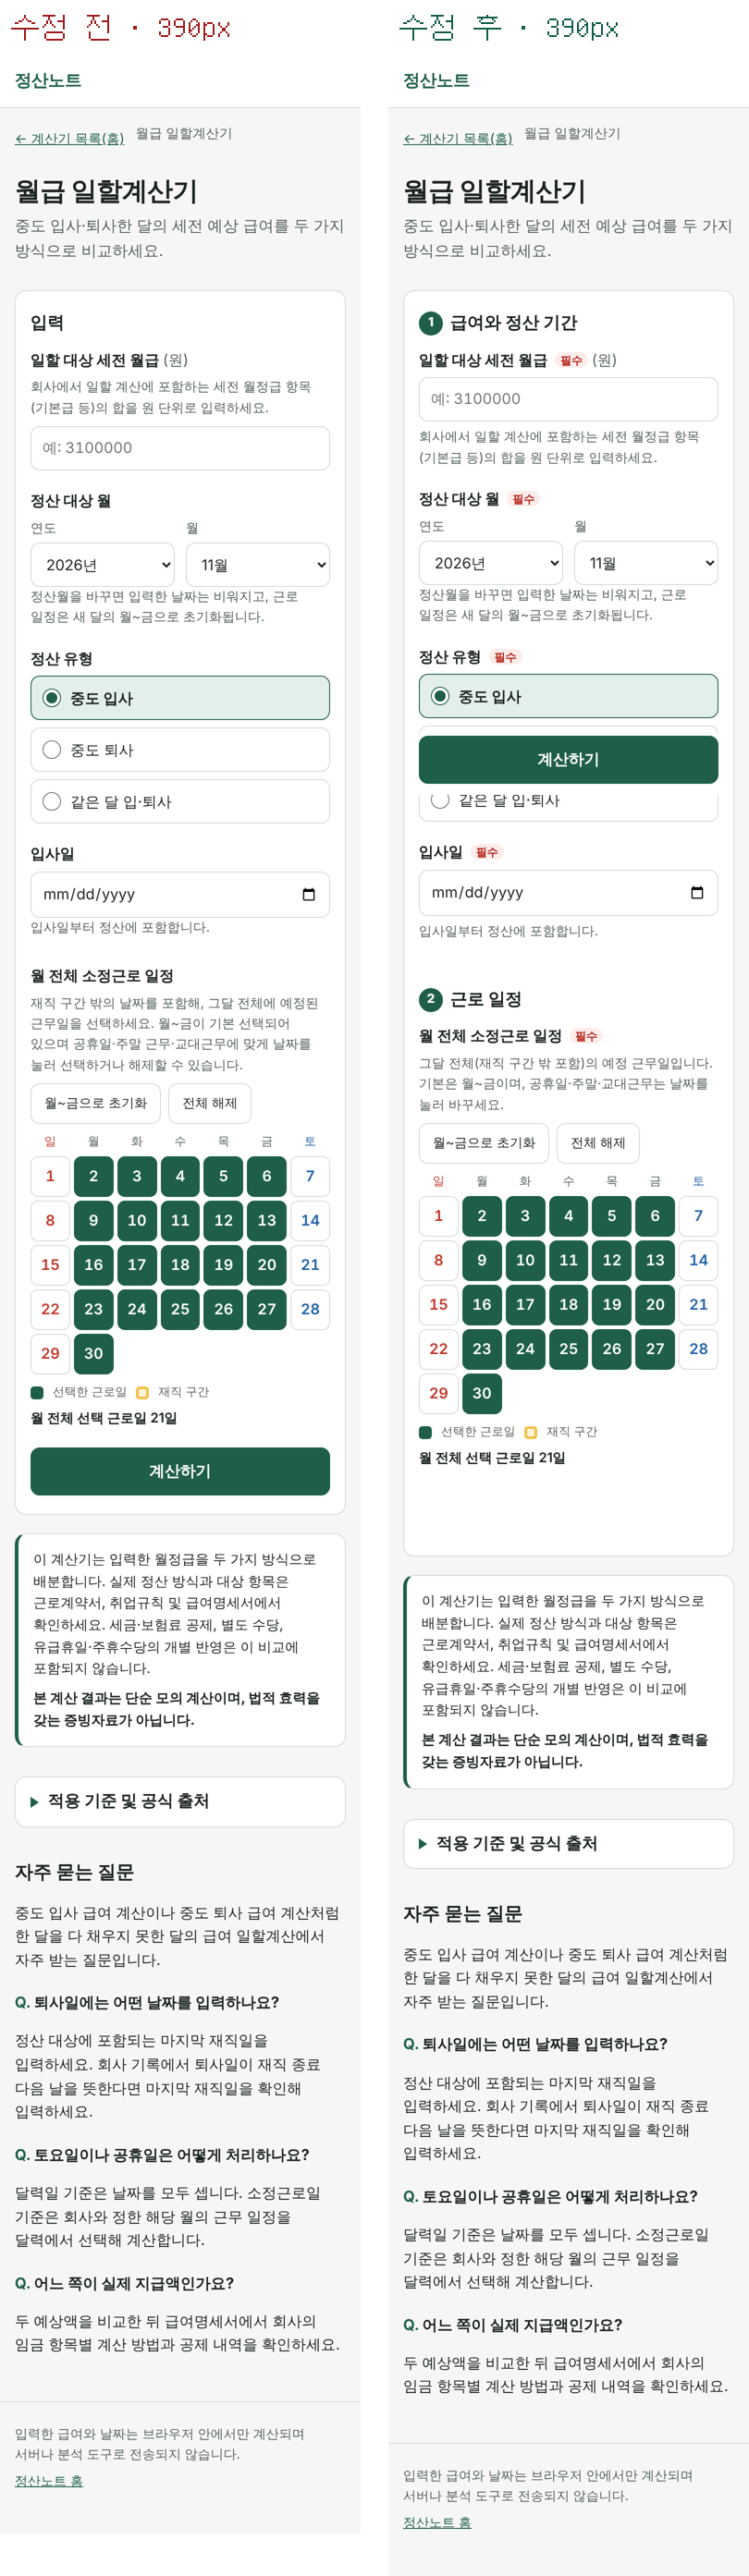 수정 전 · 390px
정산노트
← 계산기 목록(홈) 월급 일할계산기
월급 일할계산기
중도 입사·퇴사한 달의 세전 예상 급여를 두 가지
방식으로 비교하세요.
입력
일할 대상 세전 월급 (원)
회사에서 일할 계산에 포함하는 세전 월정급 항목
(기본급 등)의 합을 원 단위로 입력하세요.
예: 3100000
정산 대상 월
연도 월
2026년 11월
정산월을 바꾸면 입력한 날짜는 비워지고, 근로
일정은 새 달의 월~금으로 초기화됩니다.
정산 유형
중도 입사
중도 퇴사
같은 달 입·퇴사
입사일
mm/dd/yyyy
입사일부터 정산에 포함합니다.
월 전체 소정근로 일정
재직 구간 밖의 날짜를 포함해, 그달 전체에 예정된
근무일을 선택하세요. 월~금이 기본 선택되어
있으며 공휴일·주말 근무·교대근무에 맞게 날짜를
눌러 선택하거나 해제할 수 있습니다.
월~금으로 초기화 전체 해제
일 월 화 수 목 금 토
1 2 3 4 5 6 7
8 9 10 11 12 13 14
15 16 17 18 19 20 21
22 23 24 25 26 27 28
29 30
선택한 근로일 재직 구간
월 전체 선택 근로일 21일
계산하기
이 계산기는 입력한 월정급을 두 가지 방식으로
배분합니다. 실제 정산 방식과 대상 항목은
근로계약서, 취업규칙 및 급여명세서에서
확인하세요. 세금·보험료 공제, 별도 수당,
유급휴일·주휴수당의 개별 반영은 이 비교에
포함되지 않습니다.
본 계산 결과는 단순 모의 계산이며, 법적 효력을
갖는 증빙자료가 아닙니다.
적용 기준 및 공식 출처
자주 묻는 질문
중도 입사 급여 계산이나 중도 퇴사 급여 계산처럼
한 달을 다 채우지 못한 달의 급여 일할계산에서
자주 받는 질문입니다.
Q. 퇴사일에는 어떤 날짜를 입력하나요?
정산 대상에 포함되는 마지막 재직일을
입력하세요. 회사 기록에서 퇴사일이 재직 종료
다음 날을 뜻한다면 마지막 재직일을 확인해
입력하세요.
Q. 토요일이나 공휴일은 어떻게 처리하나요?
달력일 기준은 날짜를 모두 셉니다. 소정근로일
기준은 회사와 정한 해당 월의 근무 일정을
달력에서 선택해 계산합니다.
Q. 어느 쪽이 실제 지급액인가요?
두 예상액을 비교한 뒤 급여명세서에서 회사의
임금 항목별 계산 방법과 공제 내역을 확인하세요.
입력한 급여와 날짜는 브라우저 안에서만 계산되며
서버나 분석 도구로 전송되지 않습니다.
정산노트 홈
수정 후 · 390px
정산노트
← 계산기 목록(홈) 월급 일할계산기
월급 일할계산기
중도 입사·퇴사한 달의 세전 예상 급여를 두 가지
방식으로 비교하세요.
1 급여와 정산 기간
일할 대상 세전 월급 필수 (원)
예: 3100000
회사에서 일할 계산에 포함하는 세전 월정급 항목
(기본급 등)의 합을 원 단위로 입력하세요.
정산 대상 월 필수
연도 월
2026년 11월
정산월을 바꾸면 입력한 날짜는 비워지고, 근로
일정은 새 달의 월~금으로 초기화됩니다.
정산 유형 필수
중도 입사
계산하기
같은 달 입·퇴사
입사일 필수
mm/dd/yyyy
입사일부터 정산에 포함합니다.
2 근로 일정
월 전체 소정근로 일정 필수
그달 전체(재직 구간 밖 포함)의 예정 근무일입니다.
기본은 월~금이며, 공휴일·주말·교대근무는 날짜를
눌러 바꾸세요.
월~금으로 초기화 전체 해제
일 월 화 수 목 금 토
1 2 3 4 5 6 7
8 9 10 11 12 13 14
15 16 17 18 19 20 21
22 23 24 25 26 27 28
29 30
선택한 근로일 재직 구간
월 전체 선택 근로일 21일
이 계산기는 입력한 월정급을 두 가지 방식으로
배분합니다. 실제 정산 방식과 대상 항목은
근로계약서, 취업규칙 및 급여명세서에서
확인하세요. 세금·보험료 공제, 별도 수당,
유급휴일·주휴수당의 개별 반영은 이 비교에
포함되지 않습니다.
본 계산 결과는 단순 모의 계산이며, 법적 효력을
갖는 증빙자료가 아닙니다.
적용 기준 및 공식 출처
자주 묻는 질문
중도 입사 급여 계산이나 중도 퇴사 급여 계산처럼
한 달을 다 채우지 못한 달의 급여 일할계산에서
자주 받는 질문입니다.
Q. 퇴사일에는 어떤 날짜를 입력하나요?
정산 대상에 포함되는 마지막 재직일을
입력하세요. 회사 기록에서 퇴사일이 재직 종료
다음 날을 뜻한다면 마지막 재직일을 확인해
입력하세요.
Q. 토요일이나 공휴일은 어떻게 처리하나요?
달력일 기준은 날짜를 모두 셉니다. 소정근로일
기준은 회사와 정한 해당 월의 근무 일정을
달력에서 선택해 계산합니다.
Q. 어느 쪽이 실제 지급액인가요?
두 예상액을 비교한 뒤 급여명세서에서 회사의
임금 항목별 계산 방법과 공제 내역을 확인하세요.
입력한 급여와 날짜는 브라우저 안에서만 계산되며
서버나 분석 도구로 전송되지 않습니다.
정산노트 홈